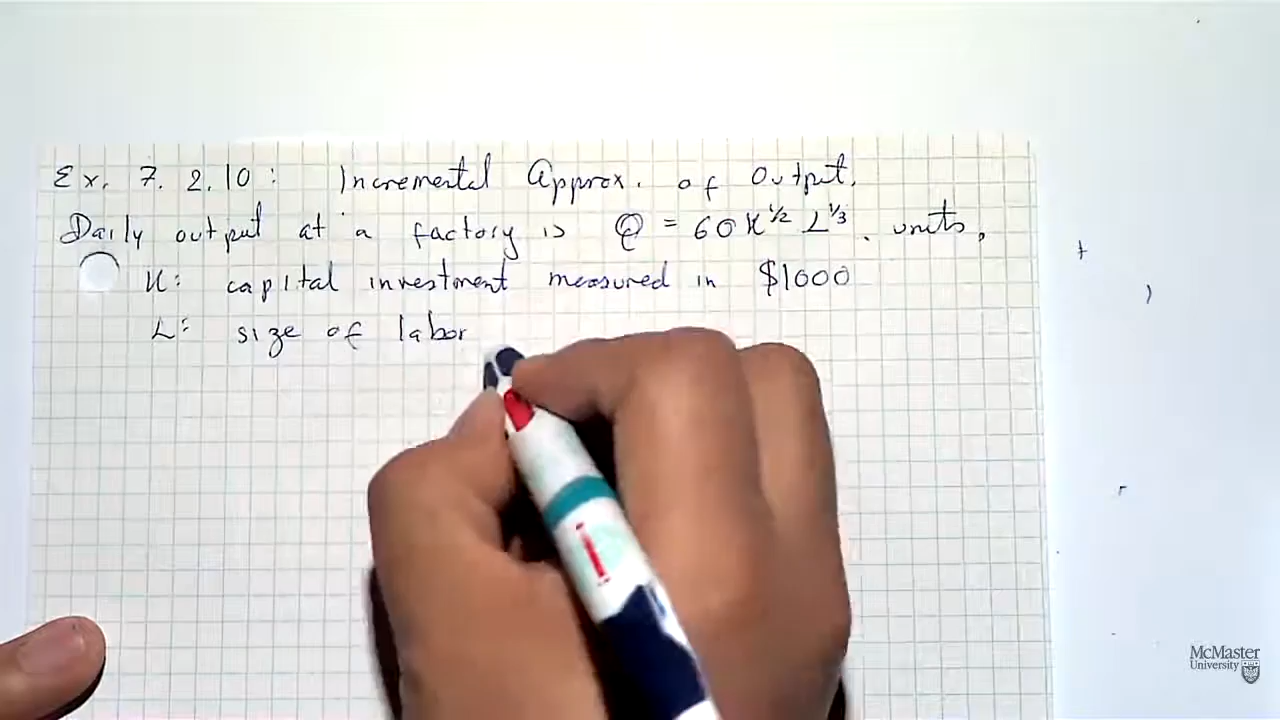 Ex. 7.2.10: Incremental Approx. of Output.
Daily output at a factory is Q = 60K^1/2 L^1/3. units,
K: capital investment measured in $1000
L: size of labor
McMaster
University